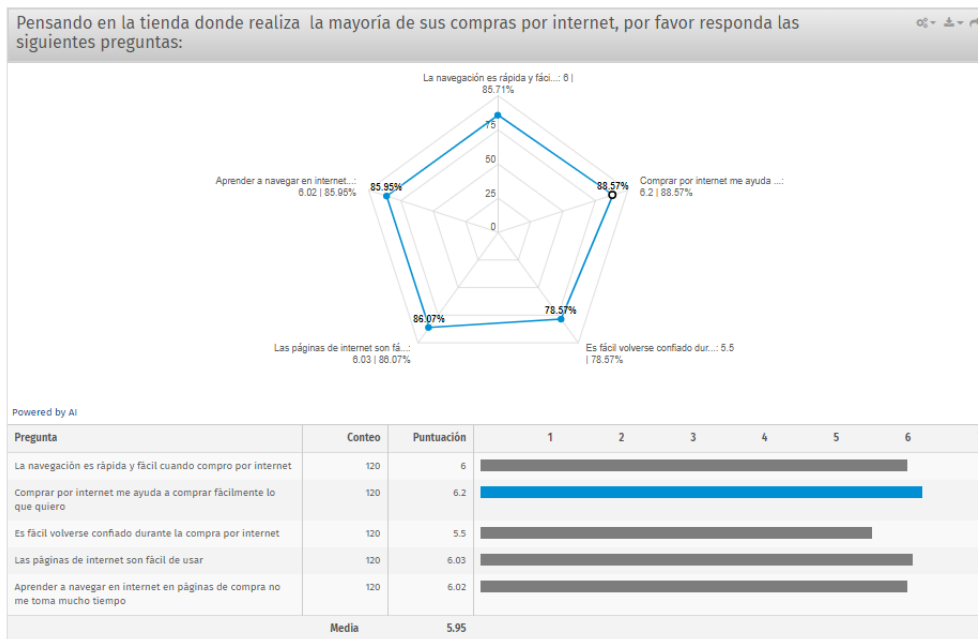 Pensando en la tienda donde realiza la mayoría de sus compras por internet, por favor responda las
siguientes preguntas:
La navegación es rápida y fáci...: 6 |
85.71%
75
50
25
0
Aprender a navegar en internet...:
6.02 | 85.95%
85.95%
88.57%
Comprar por internet me ayuda ...:
6.2 | 88.57%
86.07%
78.57%
Las páginas de internet son fá...:
6.03 | 86.07%
Es fácil volverse confiado dur...: 5.5
| 78.57%
Powered by AI
Pregunta Conteo Puntuación 1 2 3 4 5 6
La navegación es rápida y fácil cuando compro por internet 120 6
Comprar por internet me ayuda a comprar fácilmente lo
que quiero 120 6.2
Es fácil volverse confiado durante la compra por internet 120 5.5
Las páginas de internet son fácil de usar 120 6.03
Aprender a navegar en internet en páginas de compra no
me toma mucho tiempo 120 6.02
Media 5.95